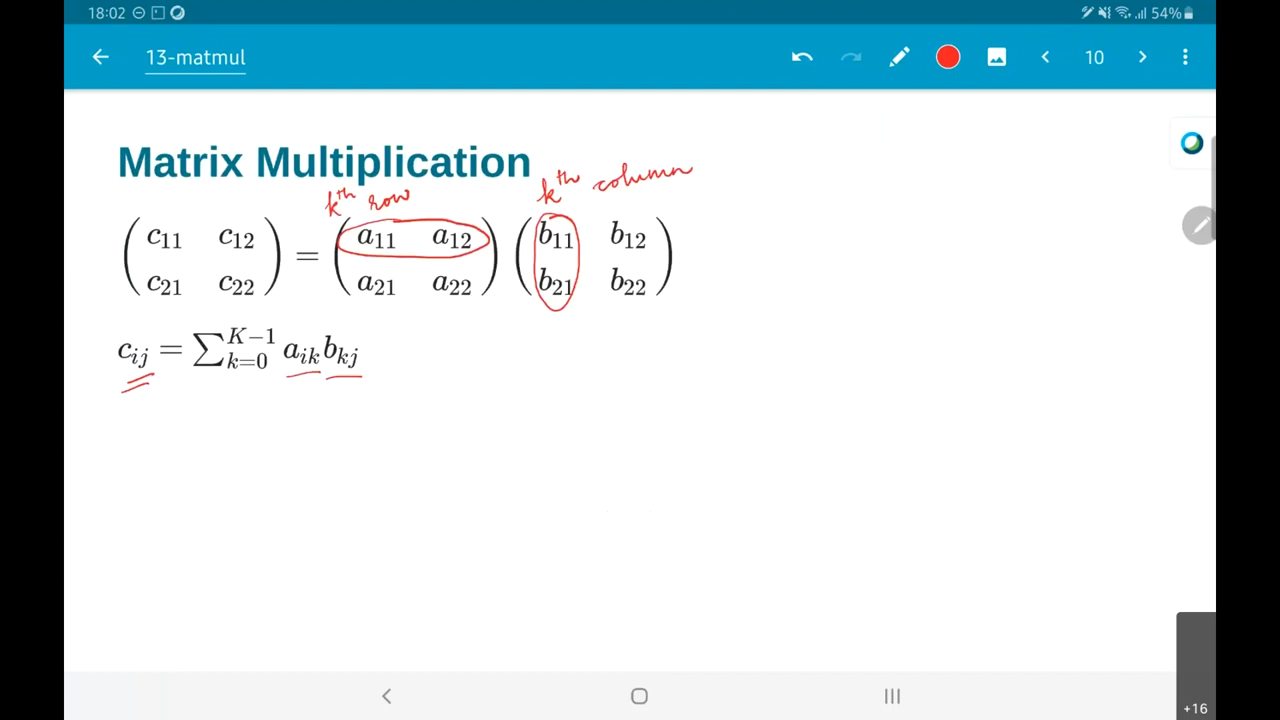 18:02 54%
13-matmul 10
Matrix Multiplication
kth row kth column
(c11 c12
c21 c22) = (a11 a12
a21 a22) (b11 b12
b21 b22)
cij = ∑k=0K−1 aik bkj
+16